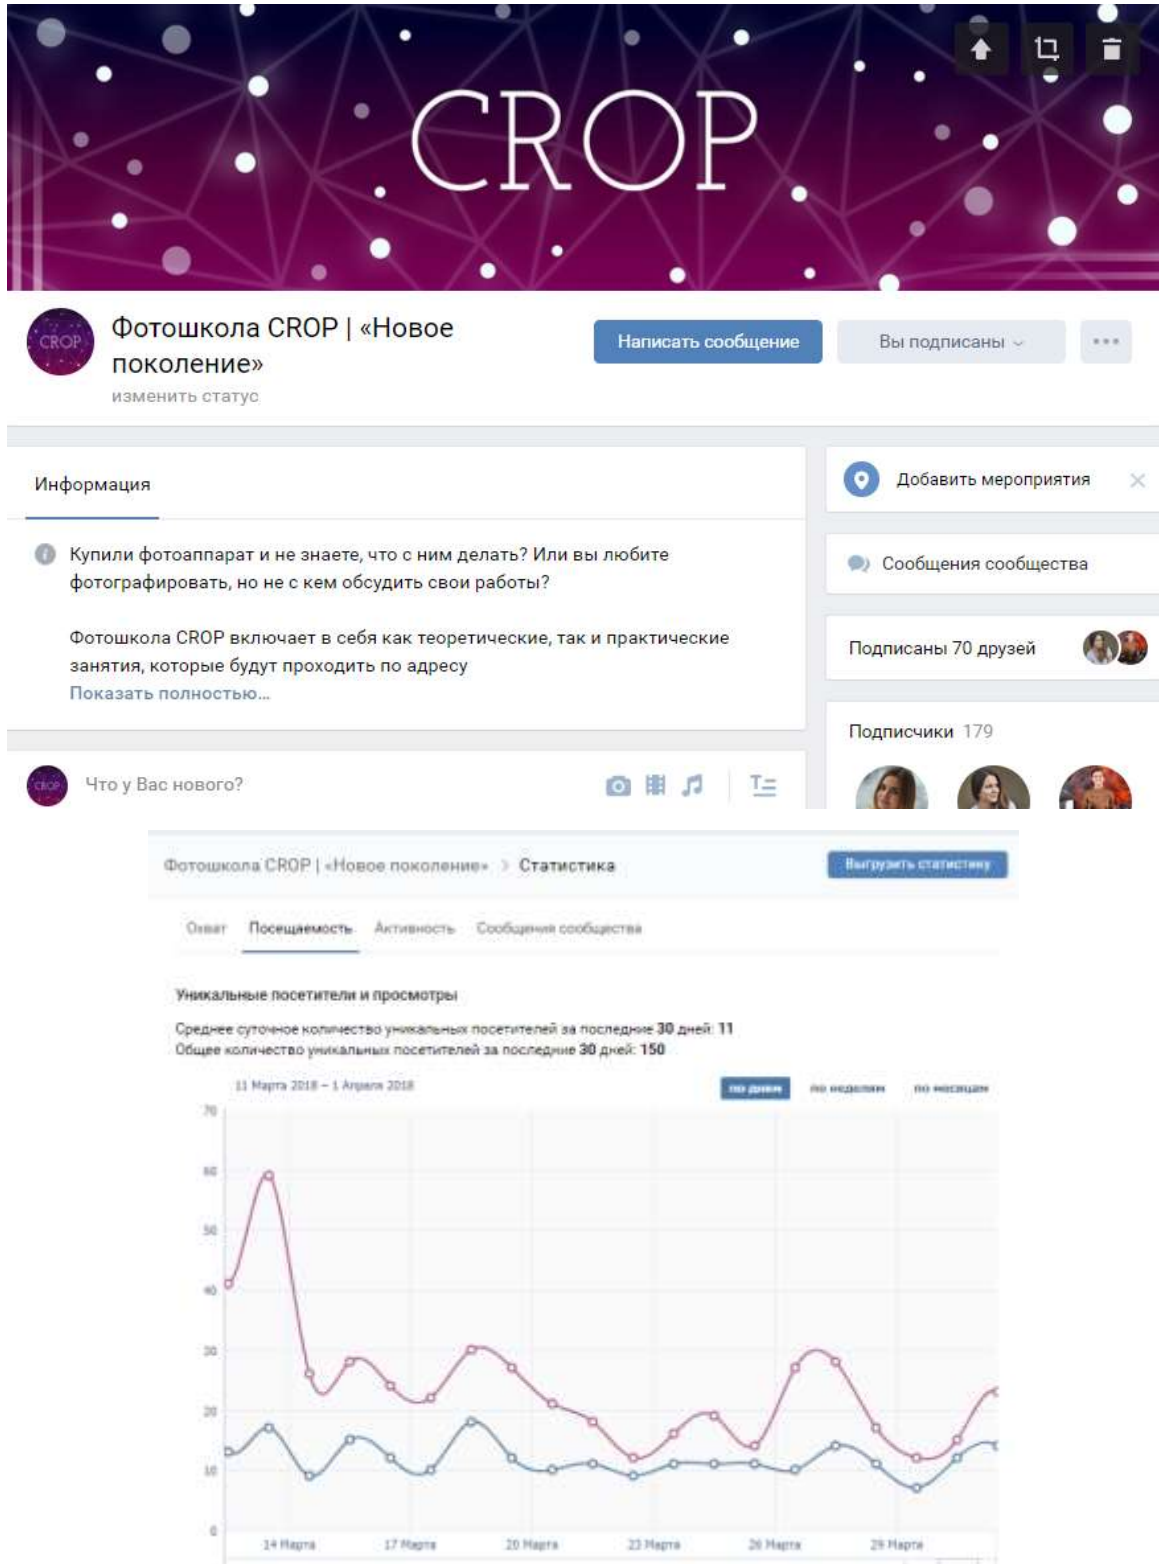 CROP
CROP
Фотошкола CROP | «Новое
поколение»
изменить статус
Написать сообщение
Вы подписаны
Информация
Купили фотоаппарат и не знаете, что с ним делать? Или вы любите
фотографировать, но не с кем обсудить свои работы?
Фотошкола CROP включает в себя как теоретические, так и практические
занятия, которые будут проходить по адресу
Показать полностью...
CROP
Что у Вас нового?
Добавить мероприятия
Сообщения сообщества
Подписаны 70 друзей
Подписчики 179
Фотошкола CROP | «Новое поколение» > Статистика
Выгрузить статистику
Охват Посещаемость Активность Сообщения сообщества
Уникальные посетители и просмотры
Среднее суточное количество уникальных посетителей за последние 30 дней: 11
Общее количество уникальных посетителей за последние 30 дней: 150
11 Марта 2018 – 1 Апреля 2018
по дням по неделям по месяцам
70
60
50
40
30
20
10
0
14 Марта 17 Марта 20 Марта 23 Марта 26 Марта 29 Марта